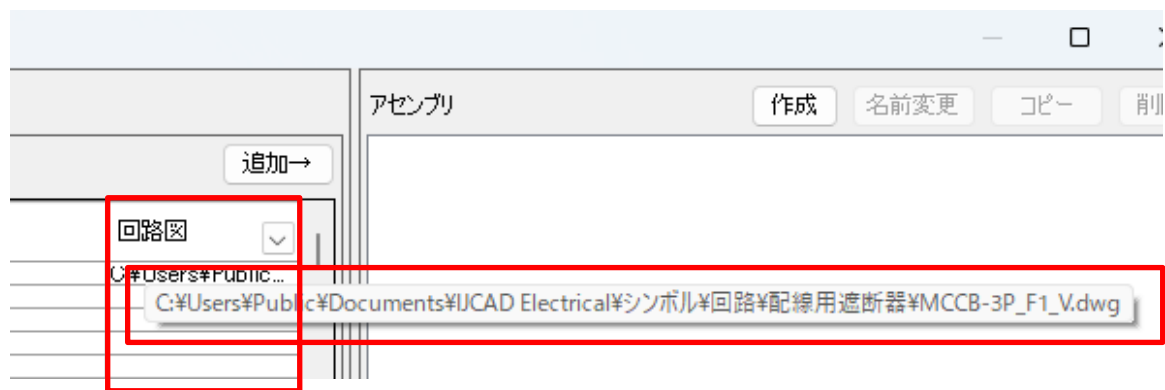 アセンブリ
作成
名前変更
コピー
追加→
回路図
C:¥Users¥Public...
C:¥Users¥Public¥Documents¥IJCAD Electrical¥シンボル¥回路¥配線用遮断器¥MCCB-3P_F1_V.dwg